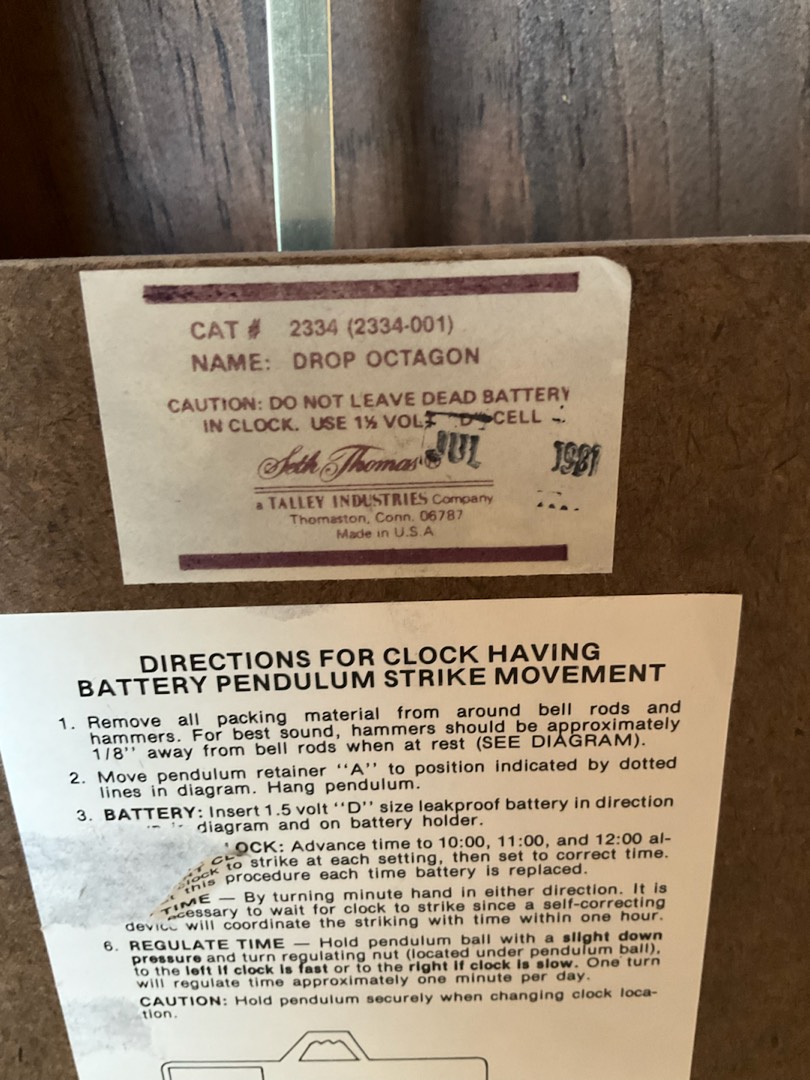 CAT # 2334 (2334-001)
NAME: DROP OCTAGON
CAUTION: DO NOT LEAVE DEAD BATTERY
IN CLOCK. USE 1½ VOLT "D" CELL
Seth Thomas® JUL 1981
a TALLEY INDUSTRIES Company
Thomaston, Conn. 06787
Made in U.S.A
DIRECTIONS FOR CLOCK HAVING
BATTERY PENDULUM STRIKE MOVEMENT
1. Remove all packing material from around bell rods and
hammers. For best sound, hammers should be approximately
1/8'' away from bell rods when at rest (SEE DIAGRAM).
2. Move pendulum retainer ''A'' to position indicated by dotted
lines in diagram. Hang pendulum.
3. BATTERY: Insert 1.5 volt ''D'' size leakproof battery in direction
diagram and on battery holder.
OCK: Advance time to 10:00, 11:00, and 12:00 al-
lock to strike at each setting, then set to correct time.
this procedure each time battery is replaced.
TIME — By turning minute hand in either direction. It is
ecessary to wait for clock to strike since a self-correcting
device will coordinate the striking with time within one hour.
6. REGULATE TIME — Hold pendulum ball with a slight down
pressure and turn regulating nut (located under pendulum ball),
to the left if clock is fast or to the right if clock is slow. One turn
will regulate time approximately one minute per day.
CAUTION: Hold pendulum securely when changing clock loca-
tion.